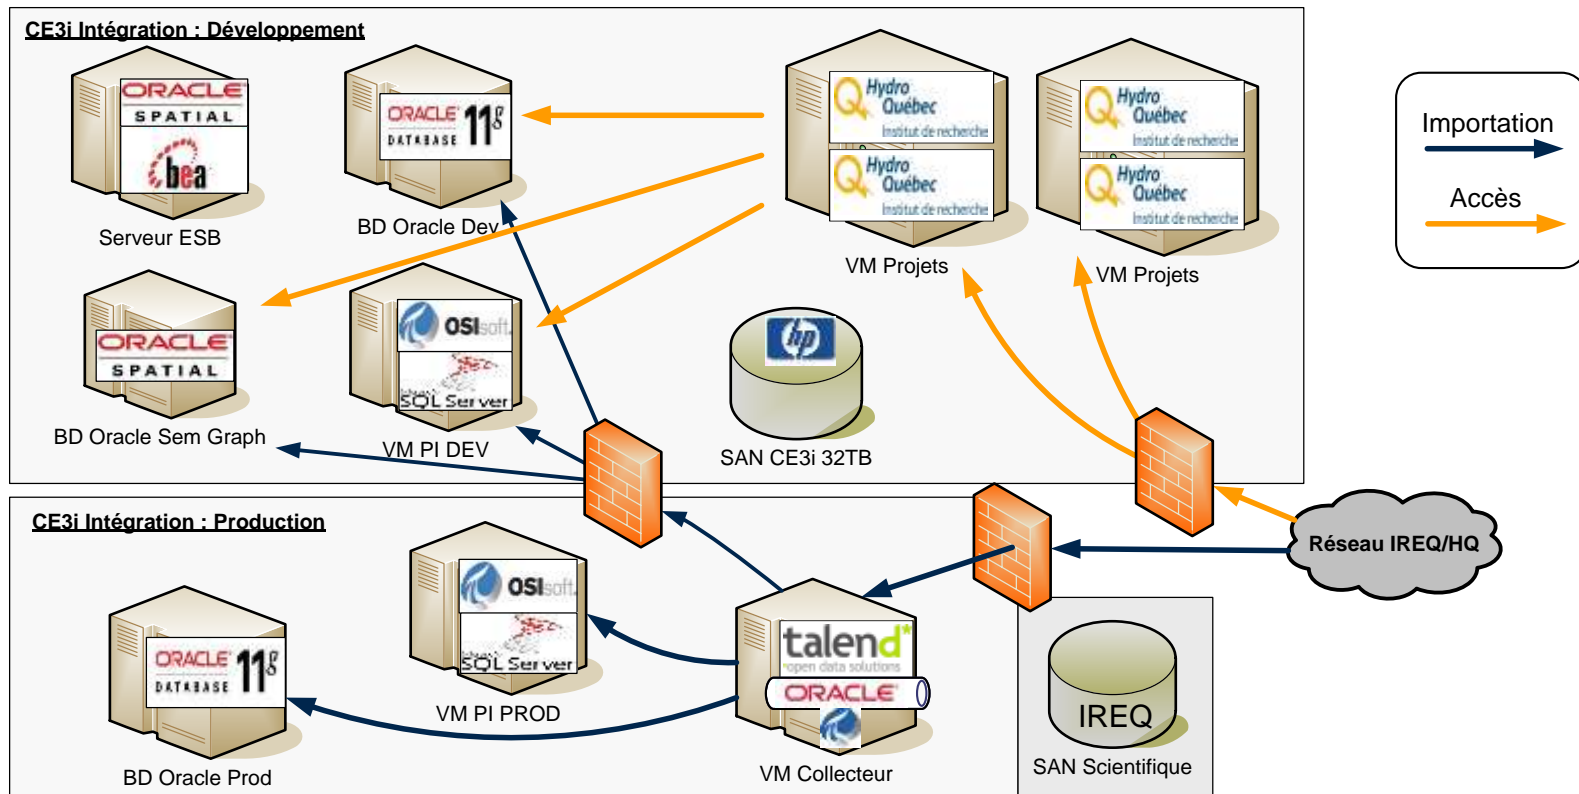 CE3i Intégration : Développement
ORACLE
SPATIAL
bea
Serveur ESB
ORACLE 11g
DATABASE
BD Oracle Dev
Hydro
Québec
Institut de recherche
Hydro
Québec
Institut de recherche
VM Projets
Hydro
Québec
Institut de recherche
Hydro
Québec
Institut de recherche
VM Projets
Importation
Accès
ORACLE
SPATIAL
BD Oracle Sem Graph
OSIsoft.
SQL Server
VM PI DEV
hp
SAN CE3i 32TB
CE3i Intégration : Production
Réseau IREQ/HQ
ORACLE 11g
DATABASE
BD Oracle Prod
OSIsoft.
SQL Server
VM PI PROD
talend*
*open data solutions
ORACLE
VM Collecteur
IREQ
SAN Scientifique